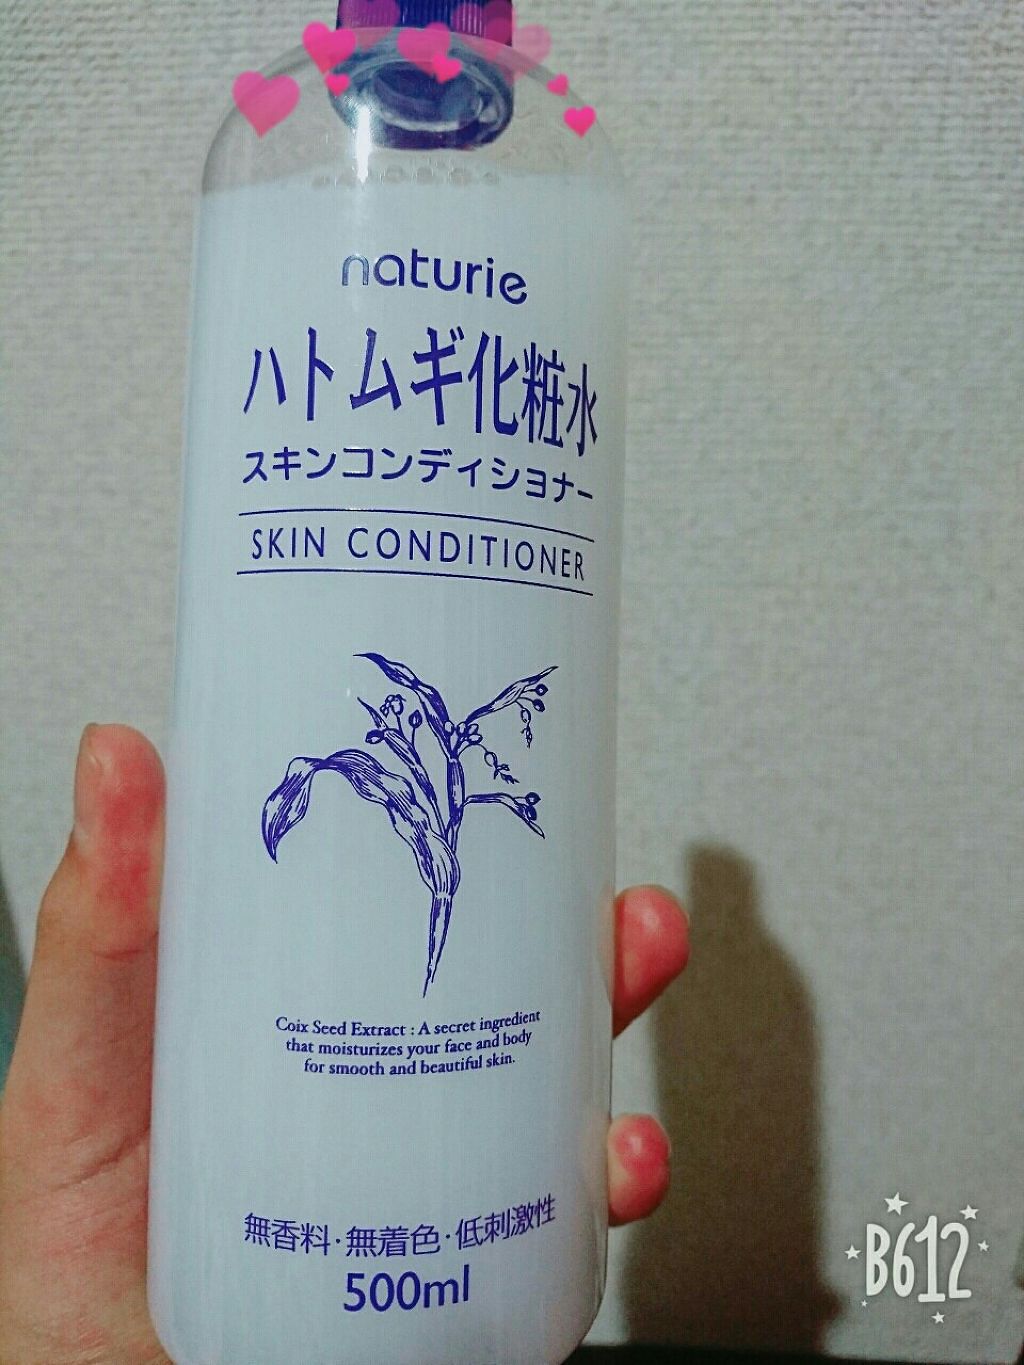 naturie
ハトムギ化粧水
スキンコンディショナー
SKIN CONDITIONER
Coix Seed Extract : A secret ingredient
that moisturizes your face and body
for smooth and beautiful skin.
無香料・無着色・低刺激性
500ml
B612